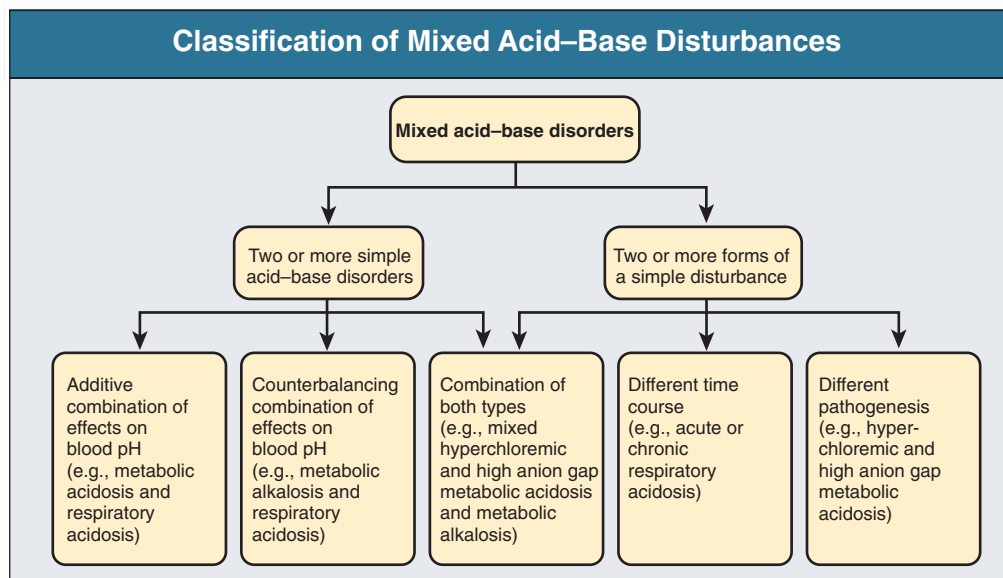 Classification of Mixed Acid–Base Disturbances
Mixed acid–base disorders
Two or more simple
acid–base disorders
Two or more forms of
a simple disturbance
Additive
combination of
effects on
blood pH
(e.g., metabolic
acidosis and
respiratory
acidosis)
Counterbalancing
combination of
effects on
blood pH
(e.g., metabolic
alkalosis and
respiratory
acidosis)
Combination of
both types
(e.g., mixed
hyperchloremic
and high anion gap
metabolic acidosis
and metabolic
alkalosis)
Different time
course
(e.g., acute or
chronic
respiratory
acidosis)
Different
pathogenesis
(e.g., hyper-
chloremic and
high anion gap
metabolic
acidosis)